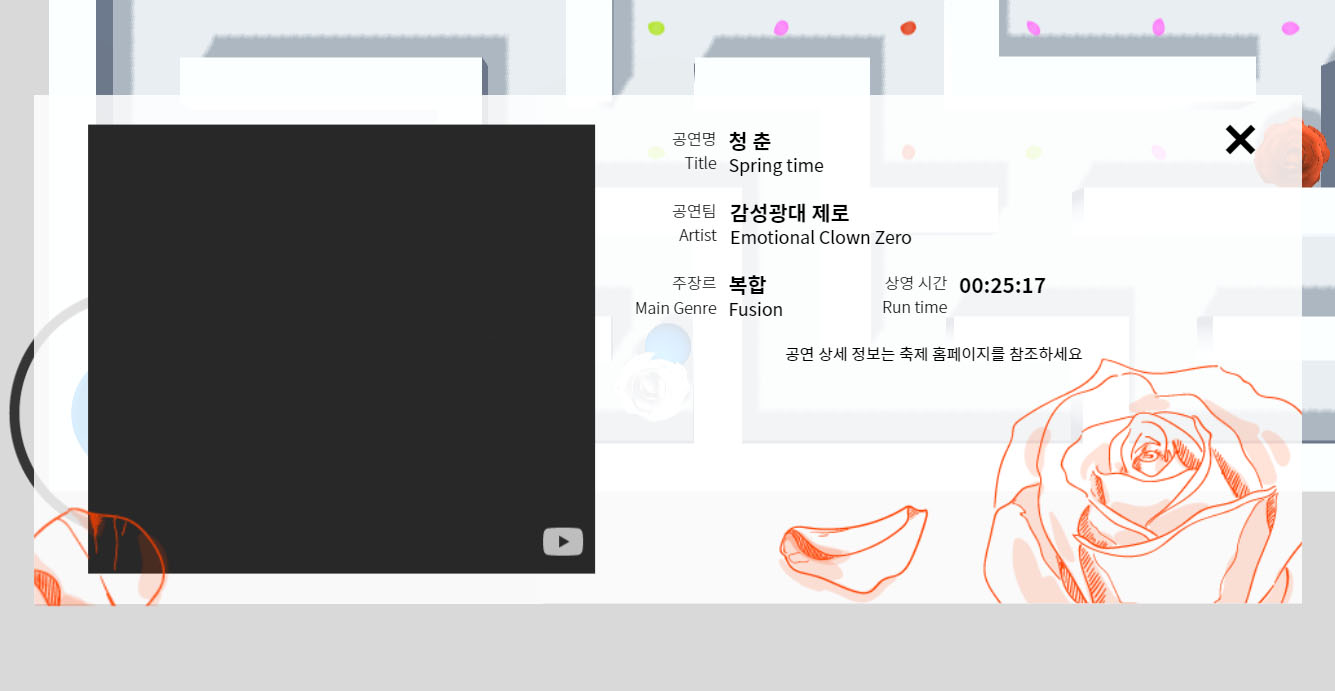 공연명 청 춘
Title Spring time
공연팀 감성광대 제로
Artist Emotional Clown Zero
주장르 복합 상영 시간 00:25:17
Main Genre Fusion Run time
공연 상세 정보는 축제 홈페이지를 참조하세요